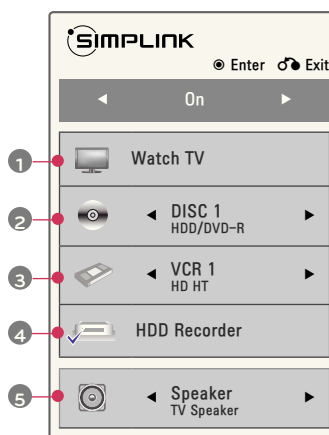 SIMPLINK
Enter Exit
On
1 Watch TV
2 DISC 1
HDD/DVD-R
3 VCR 1
HD HT
4 HDD Recorder
5 Speaker
TV Speaker